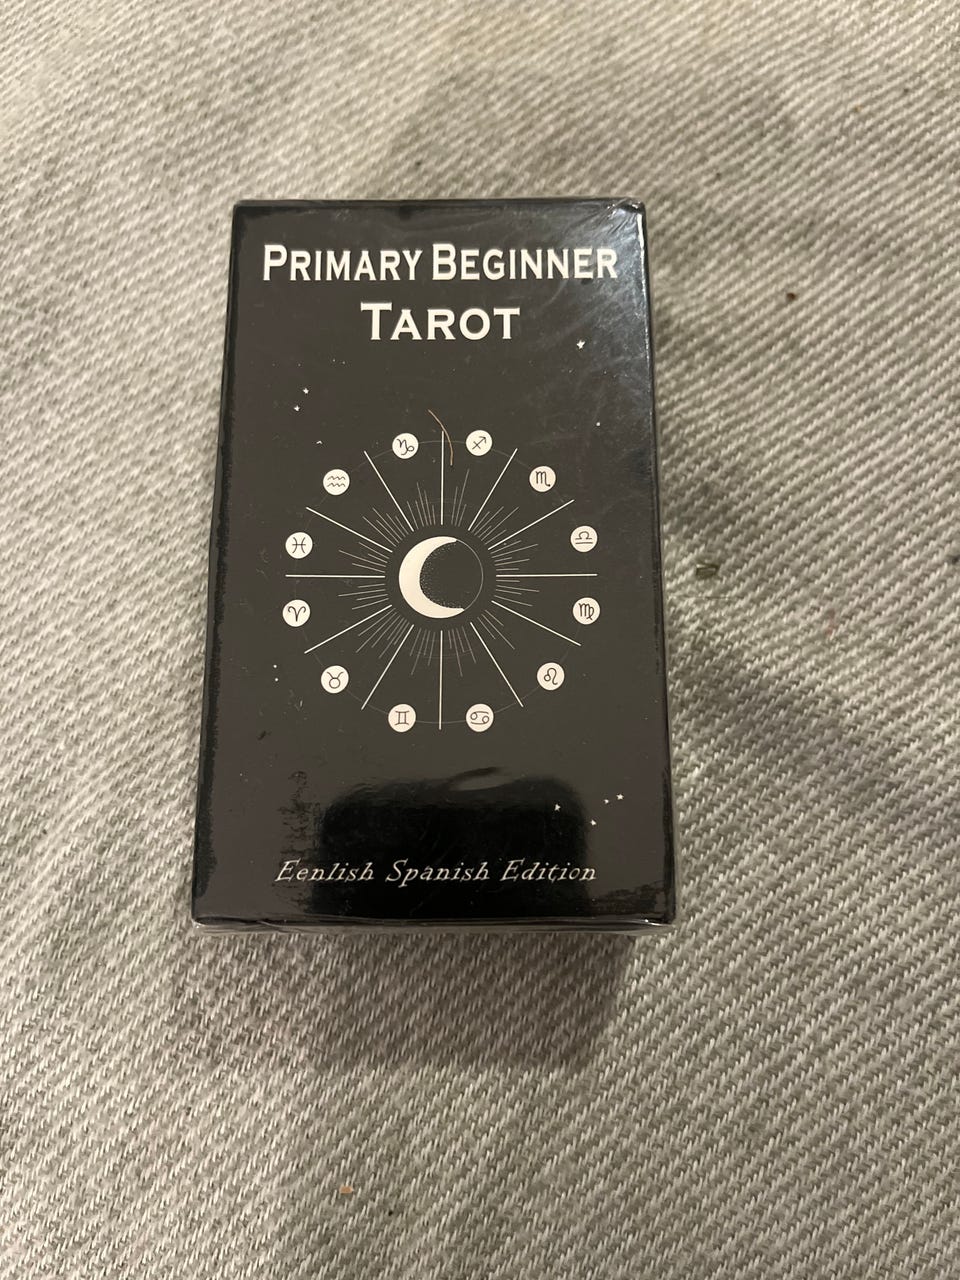 PRIMARY BEGINNER
TAROT
Eenlish Spanish Edition